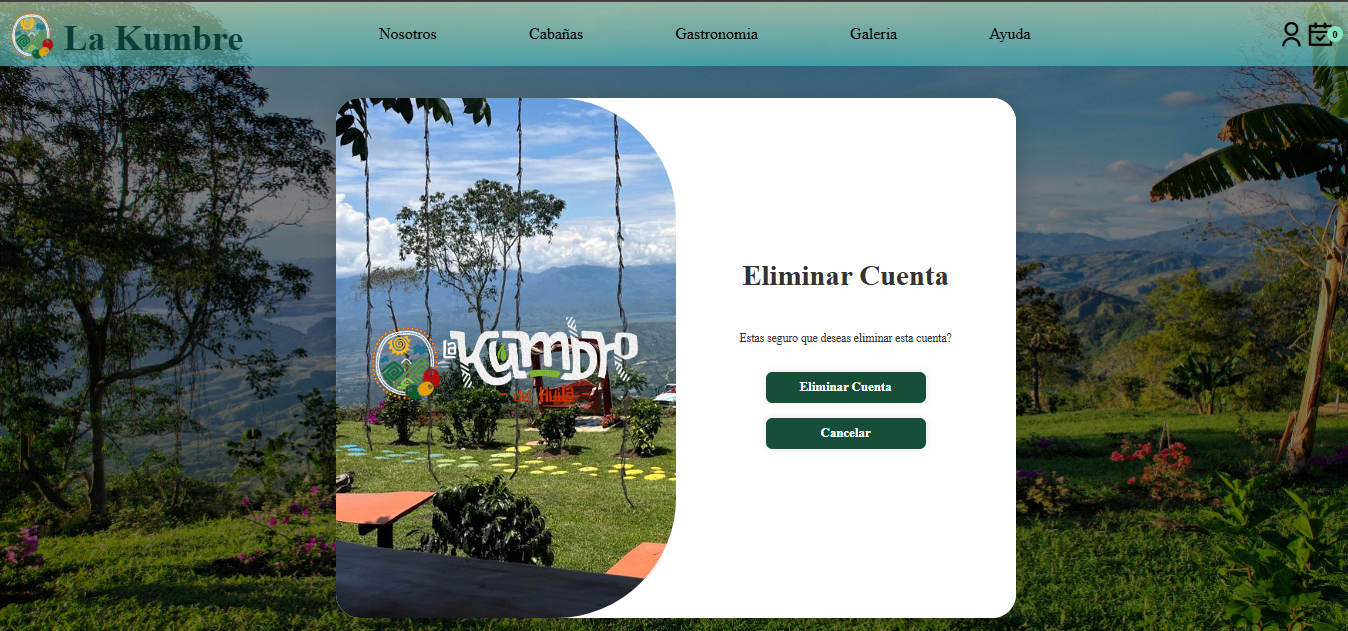 La Kumbre
Nosotros
Cabañas
Gastronomia
Galeria
Ayuda
0
la Kumbre
del Huila
Eliminar Cuenta
Estas seguro que deseas eliminar esta cuenta?
Eliminar Cuenta
Cancelar